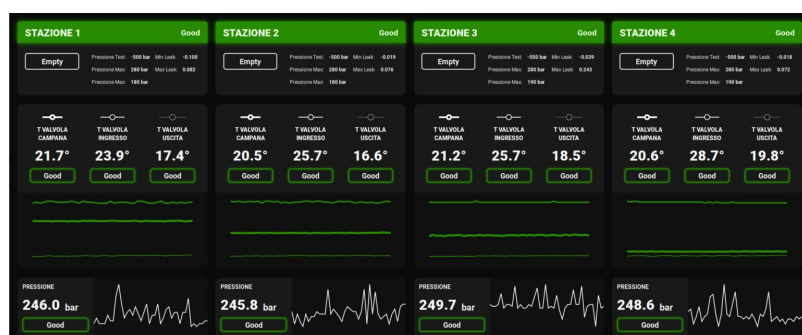 STAZIONE 1 Good
Empty
Pressione Test: -500 bar Min Leak: -0.100
Pressione Max: 280 bar Max Leak: 0.082
Pressione Max: 180 bar
T VALVOLA CAMPANA
T VALVOLA INGRESSO
T VALVOLA USCITA
21.7° 23.9° 17.4°
Good Good Good
PRESSIONE
246.0 bar
Good
STAZIONE 2 Good
Empty
Pressione Test: -500 bar Min Leak: -0.019
Pressione Max: 280 bar Max Leak: 0.076
Pressione Max: 180 bar
T VALVOLA CAMPANA
T VALVOLA INGRESSO
T VALVOLA USCITA
20.5° 25.7° 16.6°
Good Good Good
PRESSIONE
245.8 bar
Good
STAZIONE 3 Good
Empty
Pressione Test: -550 bar Min Leak: -0.039
Pressione Max: 280 bar Max Leak: 0.243
Pressione Max: 190 bar
T VALVOLA CAMPANA
T VALVOLA INGRESSO
T VALVOLA USCITA
21.2° 25.7° 18.5°
Good Good Good
PRESSIONE
249.7 bar
Good
STAZIONE 4 Good
Empty
Pressione Test: -500 bar Min Leak: -0.018
Pressione Max: 280 bar Max Leak: 0.072
Pressione Max: 190 bar
T VALVOLA CAMPANA
T VALVOLA INGRESSO
T VALVOLA USCITA
20.6° 28.7° 19.8°
Good Good Good
PRESSIONE
248.6 bar
Good